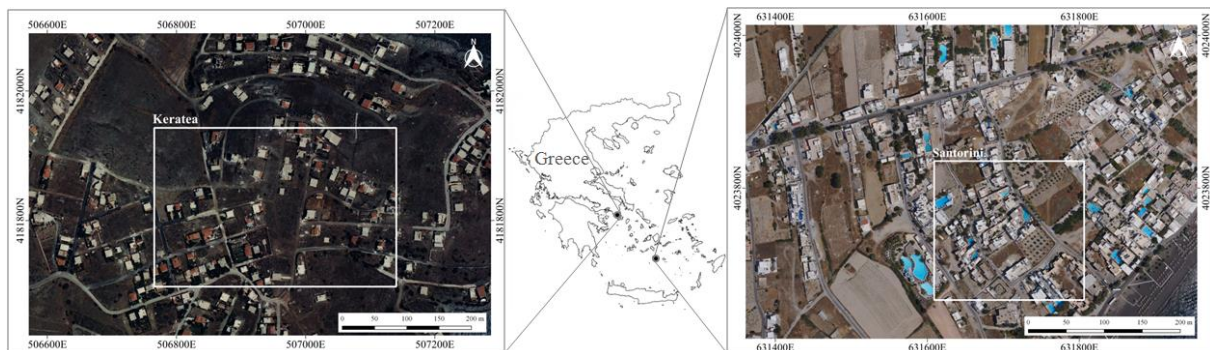 506600E 506800E 507000E 507200E
4182000N 4182000N
4181800N 4181800N
N
Keratea
0 50 100 150 200 m
506600E 506800E 507000E 507200E
Greece
631400E 631600E 631800E
4024000N 4024000N
4023800N 4023800N
Santorini
0 50 100 150 200 m
631400E 631600E 631800E